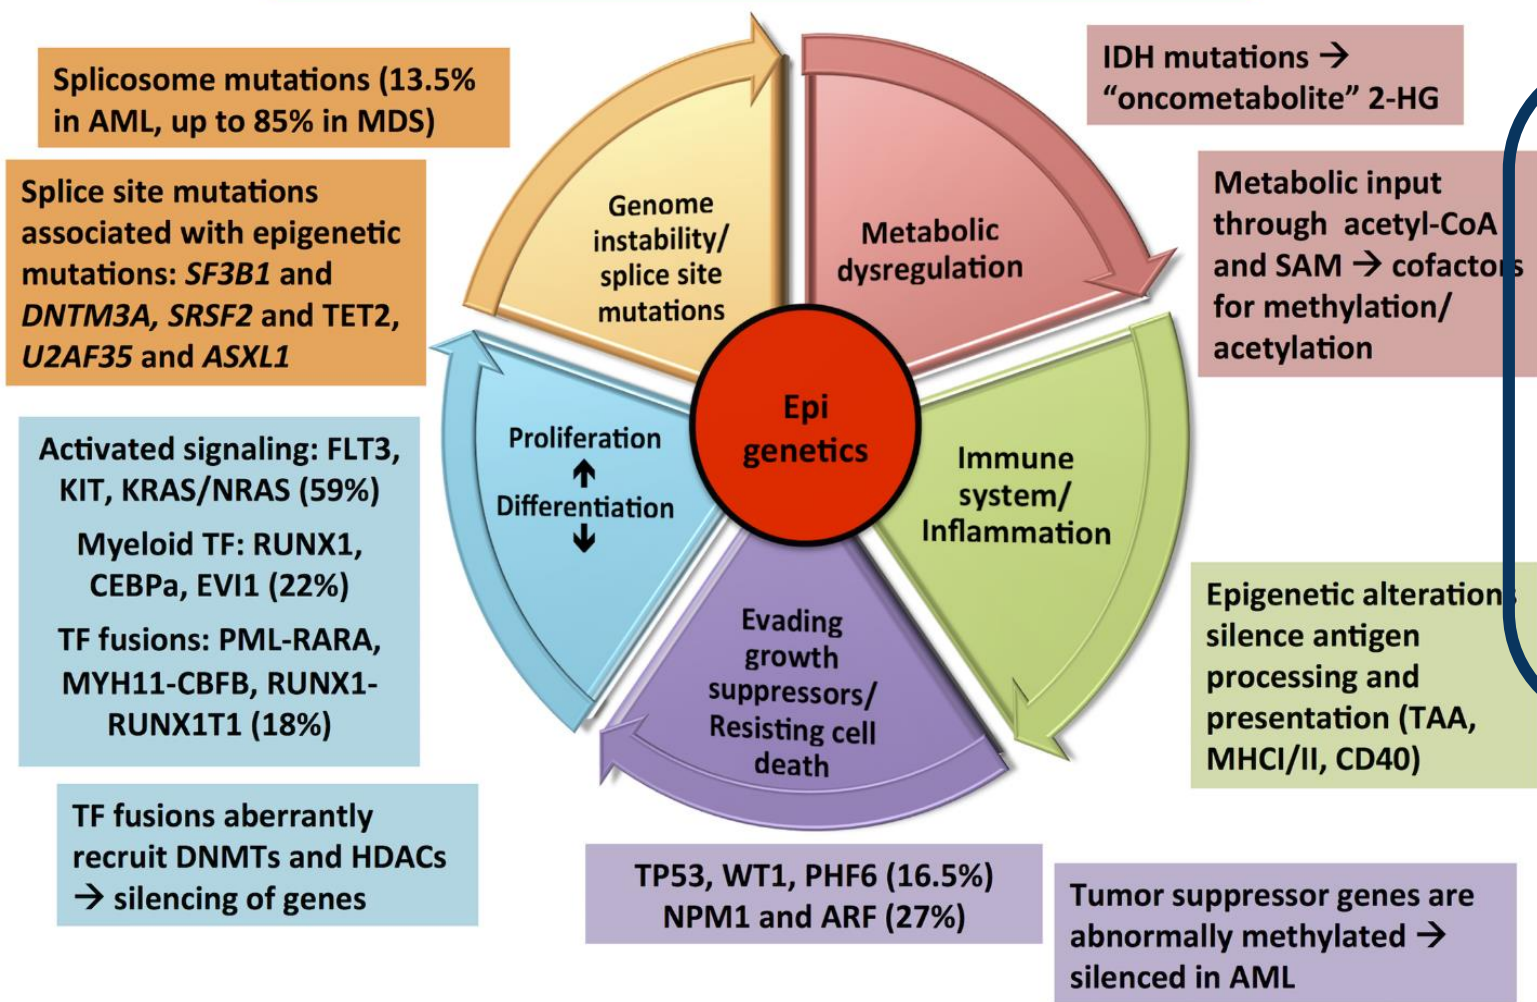 Splicosome mutations (13.5%
in AML, up to 85% in MDS)
Splice site mutations
associated with epigenetic
mutations: SF3B1 and
DNTM3A, SRSF2 and TET2,
U2AF35 and ASXL1
Activated signaling: FLT3,
KIT, KRAS/NRAS (59%)
Myeloid TF: RUNX1,
CEBPa, EVI1 (22%)
TF fusions: PML-RARA,
MYH11-CBFB, RUNX1-
RUNX1T1 (18%)
TF fusions aberrantly
recruit DNMTs and HDACs
→ silencing of genes
Genome
instability/
splice site
mutations
Metabolic
dysregulation
Epi
genetics
Proliferation
↑
Differentiation
↓
Immune
system/
Inflammation
Evading
growth
suppressors/
Resisting cell
death
IDH mutations →
“oncometabolite” 2-HG
Metabolic input
through acetyl-CoA
and SAM → cofactors
for methylation/
acetylation
Epigenetic alterations
silence antigen
processing and
presentation (TAA,
MHCI/II, CD40)
TP53, WT1, PHF6 (16.5%)
NPM1 and ARF (27%)
Tumor suppressor genes are
abnormally methylated →
silenced in AML